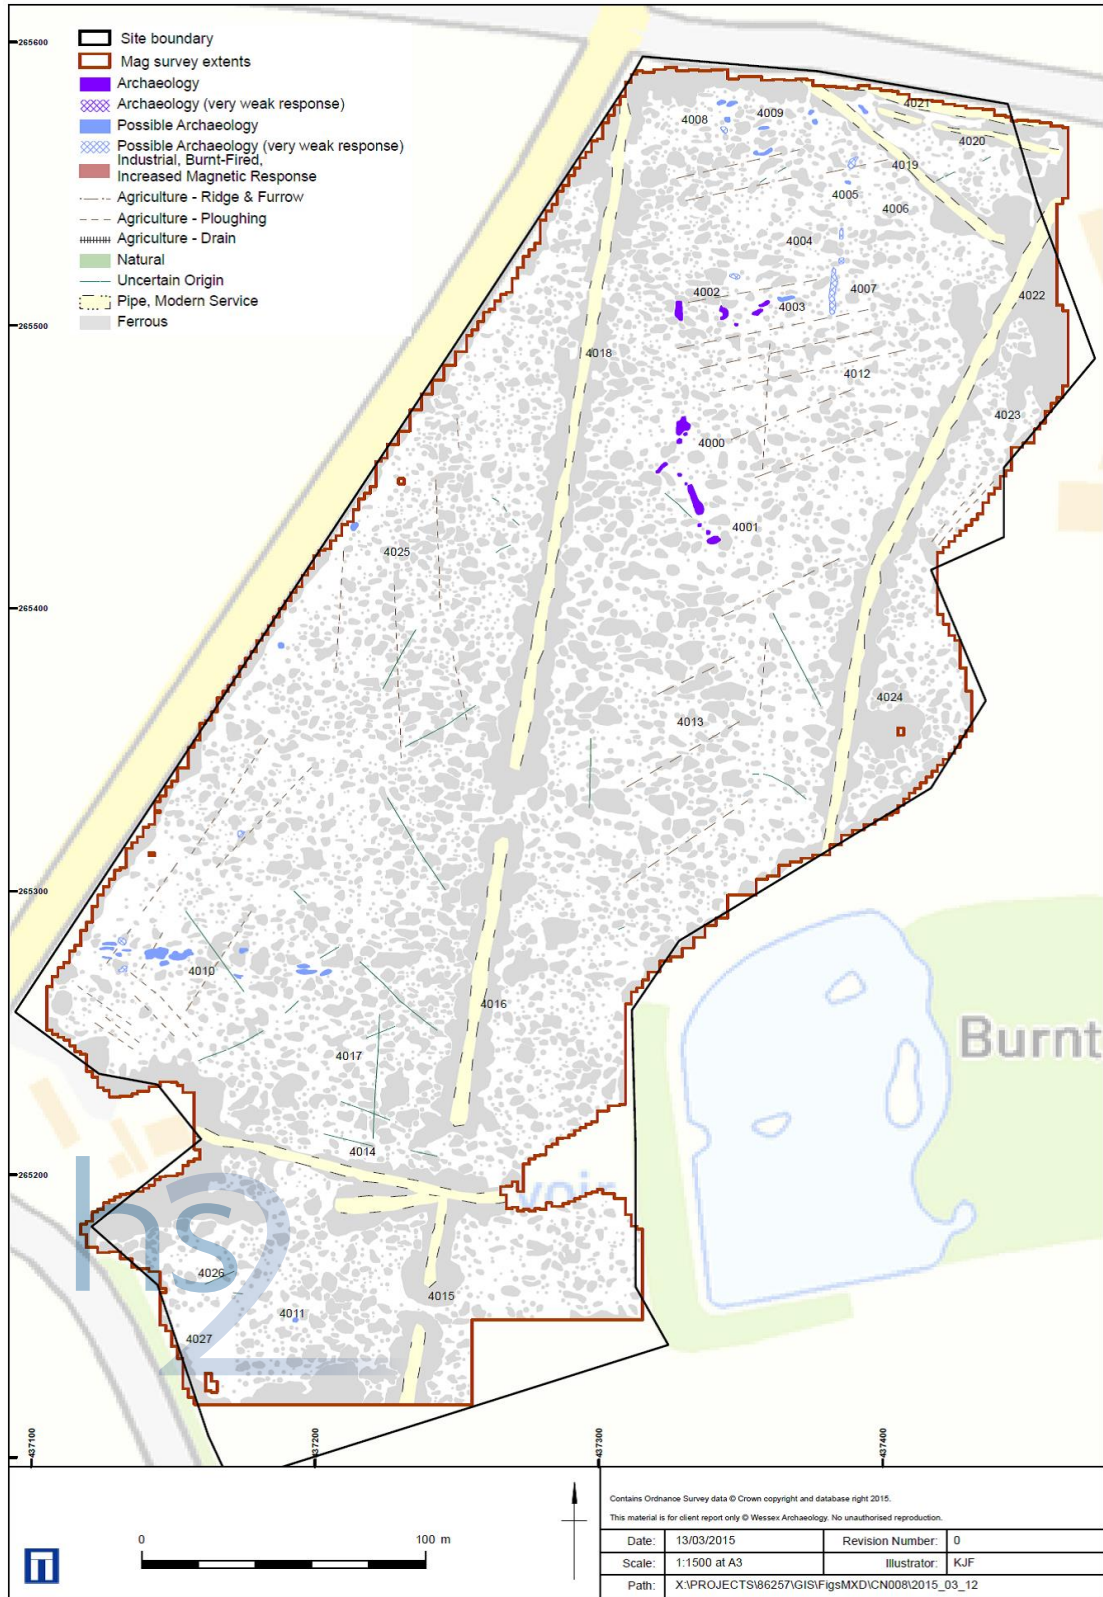 Site boundary
Mag survey extents
Archaeology
Archaeology (very weak response)
Possible Archaeology
Possible Archaeology (very weak response)
Industrial, Burnt-Fired,
Increased Magnetic Response
Agriculture - Ridge & Furrow
Agriculture - Ploughing
Agriculture - Drain
Natural
Uncertain Origin
Pipe, Modern Service
Ferrous
265600
265500
265400
265300
265200
437100
437200
437300
437400
4021
4008
4009
4020
4019
4005
4006
4004
4002
4007
4003
4022
4018
4012
4023
4000
4001
4025
4024
4013
4010
4016
4017
4014
4026
4015
4011
4027
Burnt
voir
hs2
0
100 m
Contains Ordnance Survey data © Crown copyright and database right 2015.
This material is for client report only © Wessex Archaeology. No unauthorised reproduction.
Date: 13/03/2015 Revision Number: 0
Scale: 1:1500 at A3 Illustrator: KJF
Path: X:\PROJECTS\86257\GIS\FigsMXD\CN008\2015_03_12